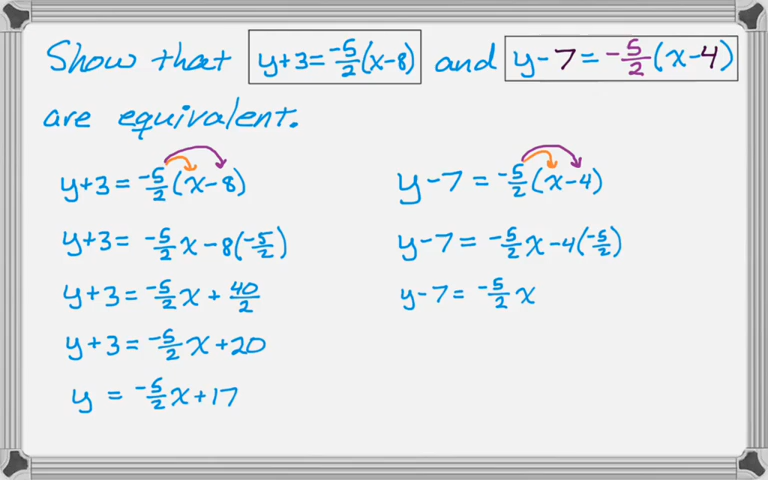 Show that y+3=-5/2(x-8) and y-7=-5/2(x-4)
are equivalent.
y+3=-5/2(x-8)
y+3=-5/2x-8(-5/2)
y+3=-5/2x+40/2
y+3=-5/2x+20
y=-5/2x+17
y-7=-5/2(x-4)
y-7=-5/2x-4(-5/2)
y-7=-5/2x